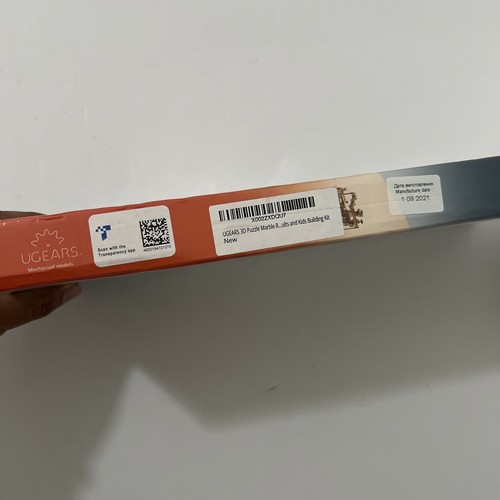 UGEARS
Mechanical models
Scan with the
Transparency app
X002ZXDQU7
UGEARS 3D Puzzle Marble R...ults and Kids Building Kit
New
Дата виготовлення
Manufacture date
1 09 2021